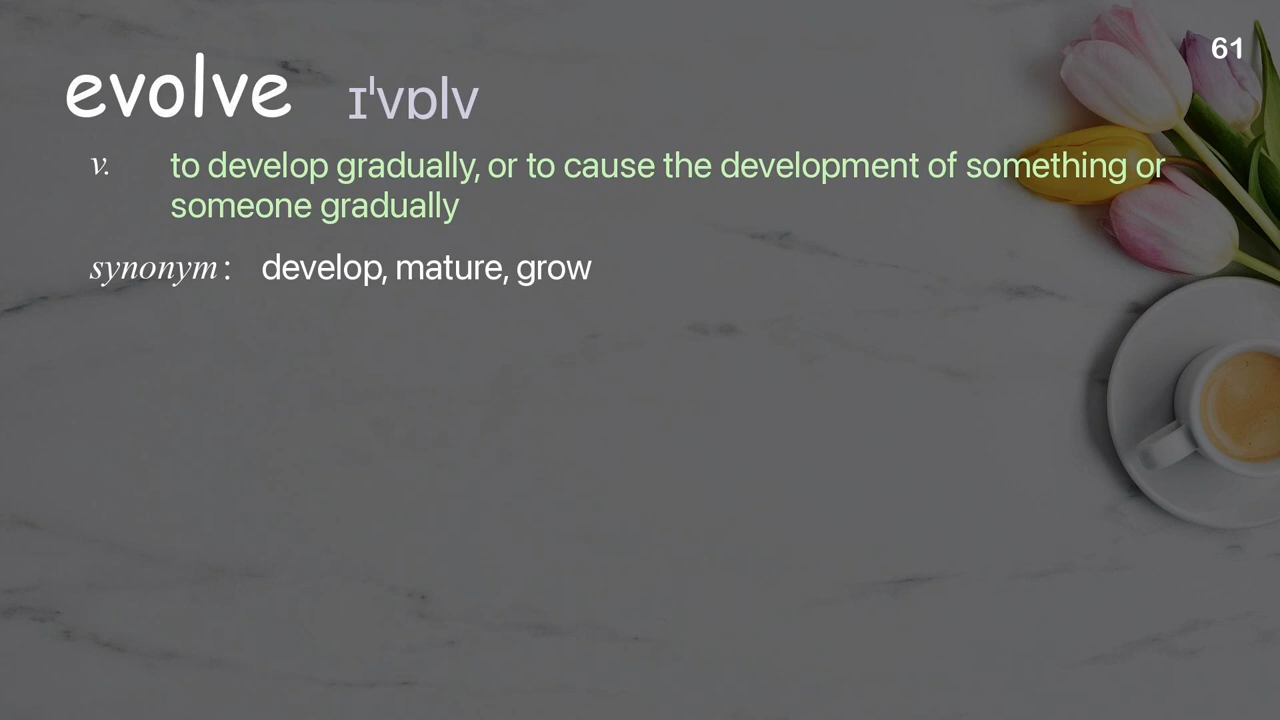 61
evolve ɪˈvɒlv
v. to develop gradually, or to cause the development of something or
someone gradually
synonym: develop, mature, grow